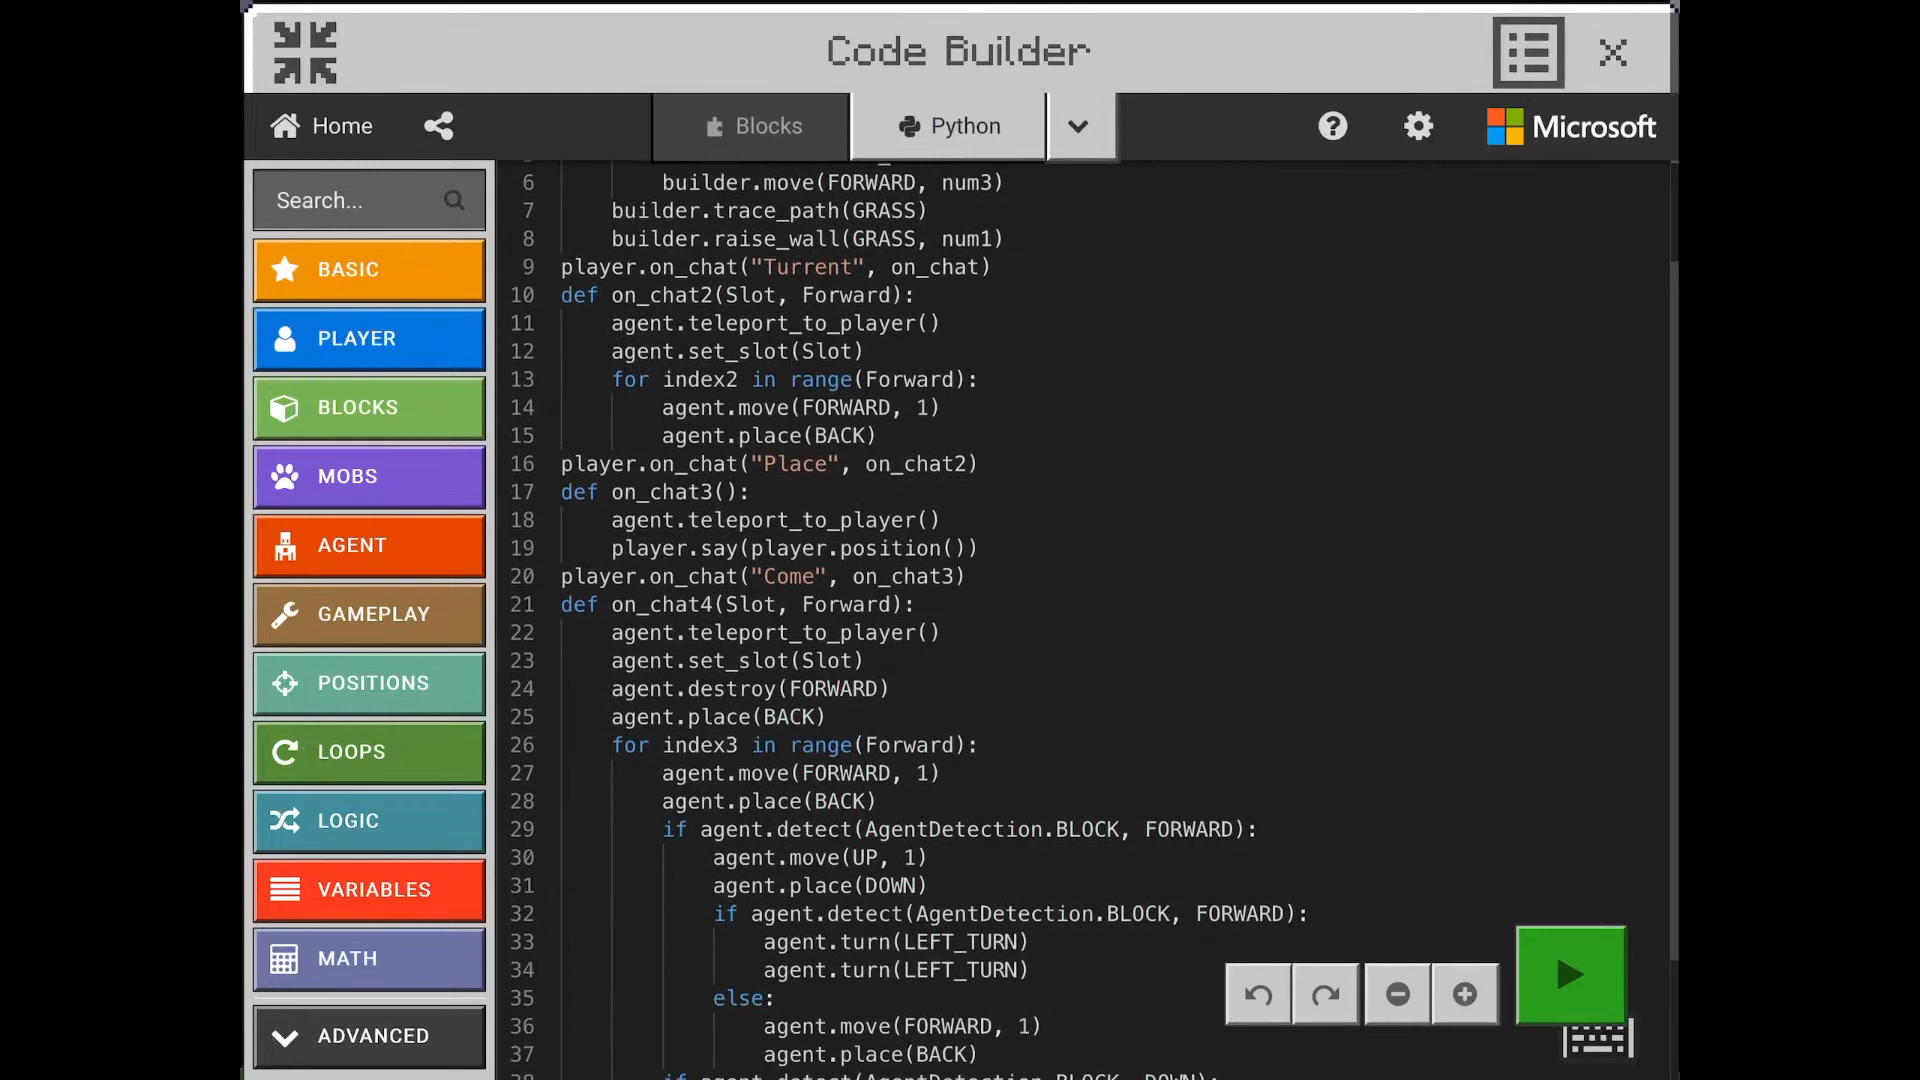 Code Builder
Home
Blocks
Python
Microsoft
Search...
BASIC
PLAYER
BLOCKS
MOBS
AGENT
GAMEPLAY
POSITIONS
LOOPS
LOGIC
VARIABLES
MATH
ADVANCED
6 builder.move(FORWARD, num3)
7 builder.trace_path(GRASS)
8 builder.raise_wall(GRASS, num1)
9 player.on_chat("Turrent", on_chat)
10 def on_chat2(Slot, Forward):
11 agent.teleport_to_player()
12 agent.set_slot(Slot)
13 for index2 in range(Forward):
14 agent.move(FORWARD, 1)
15 agent.place(BACK)
16 player.on_chat("Place", on_chat2)
17 def on_chat3():
18 agent.teleport_to_player()
19 player.say(player.position())
20 player.on_chat("Come", on_chat3)
21 def on_chat4(Slot, Forward):
22 agent.teleport_to_player()
23 agent.set_slot(Slot)
24 agent.destroy(FORWARD)
25 agent.place(BACK)
26 for index3 in range(Forward):
27 agent.move(FORWARD, 1)
28 agent.place(BACK)
29 if agent.detect(AgentDetection.BLOCK, FORWARD):
30 agent.move(UP, 1)
31 agent.place(DOWN)
32 if agent.detect(AgentDetection.BLOCK, FORWARD):
33 agent.turn(LEFT_TURN)
34 agent.turn(LEFT_TURN)
35 else:
36 agent.move(FORWARD, 1)
37 agent.place(BACK)
38 if agent.detect(AgentDetection.BLOCK, DOWN):